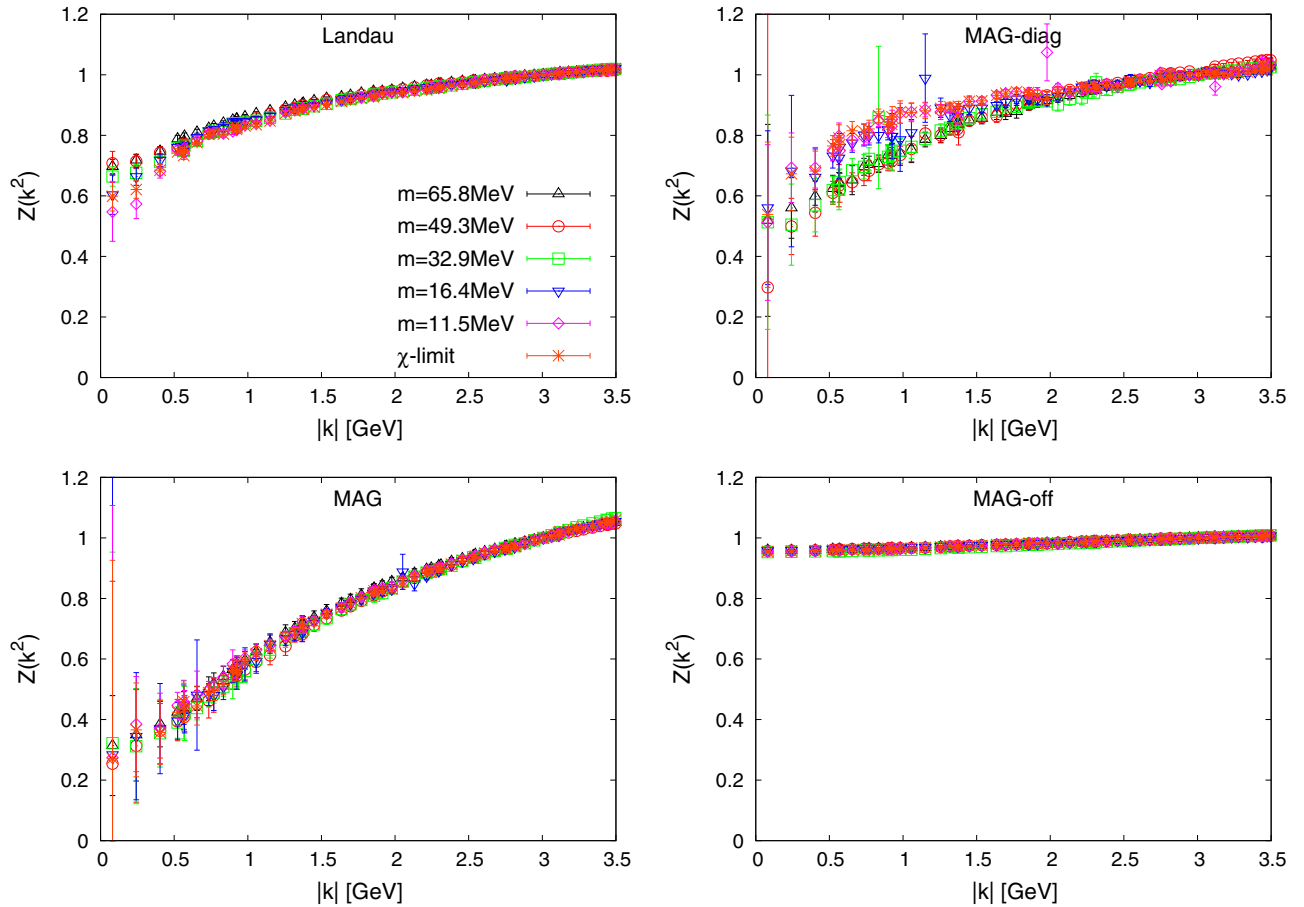 Landau
Z(k²)
1.2
1
0.8
0.6
0.4
0.2
0
m=65.8MeV
m=49.3MeV
m=32.9MeV
m=16.4MeV
m=11.5MeV
χ-limit
0 0.5 1 1.5 2 2.5 3 3.5
|k| [GeV]
MAG-diag
Z(k²)
1.2
1
0.8
0.6
0.4
0.2
0
0 0.5 1 1.5 2 2.5 3 3.5
|k| [GeV]
MAG
Z(k²)
1.2
1
0.8
0.6
0.4
0.2
0
0 0.5 1 1.5 2 2.5 3 3.5
|k| [GeV]
MAG-off
Z(k²)
1.2
1
0.8
0.6
0.4
0.2
0
0 0.5 1 1.5 2 2.5 3 3.5
|k| [GeV]